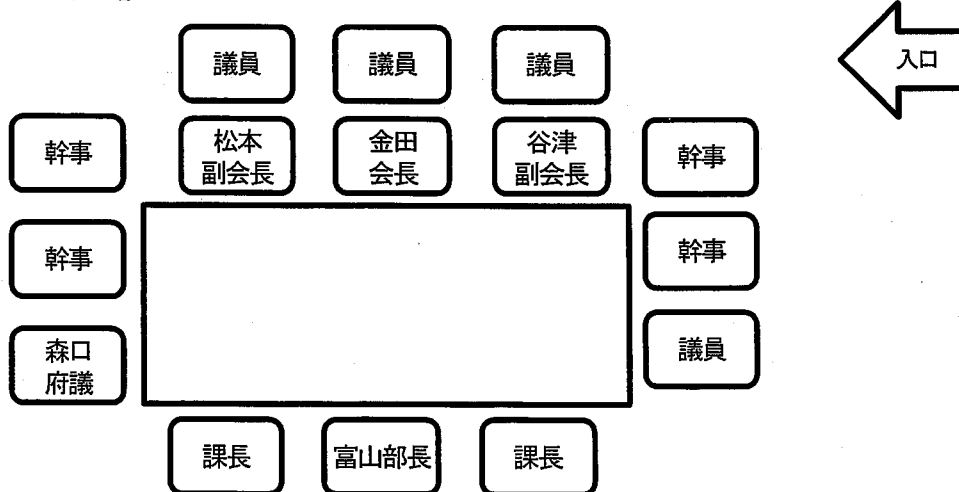 入口
議員
議員
議員
幹事
松本
副会長
金田
会長
谷津
副会長
幹事
幹事
幹事
森口
府議
議員
課長
富山部長
課長